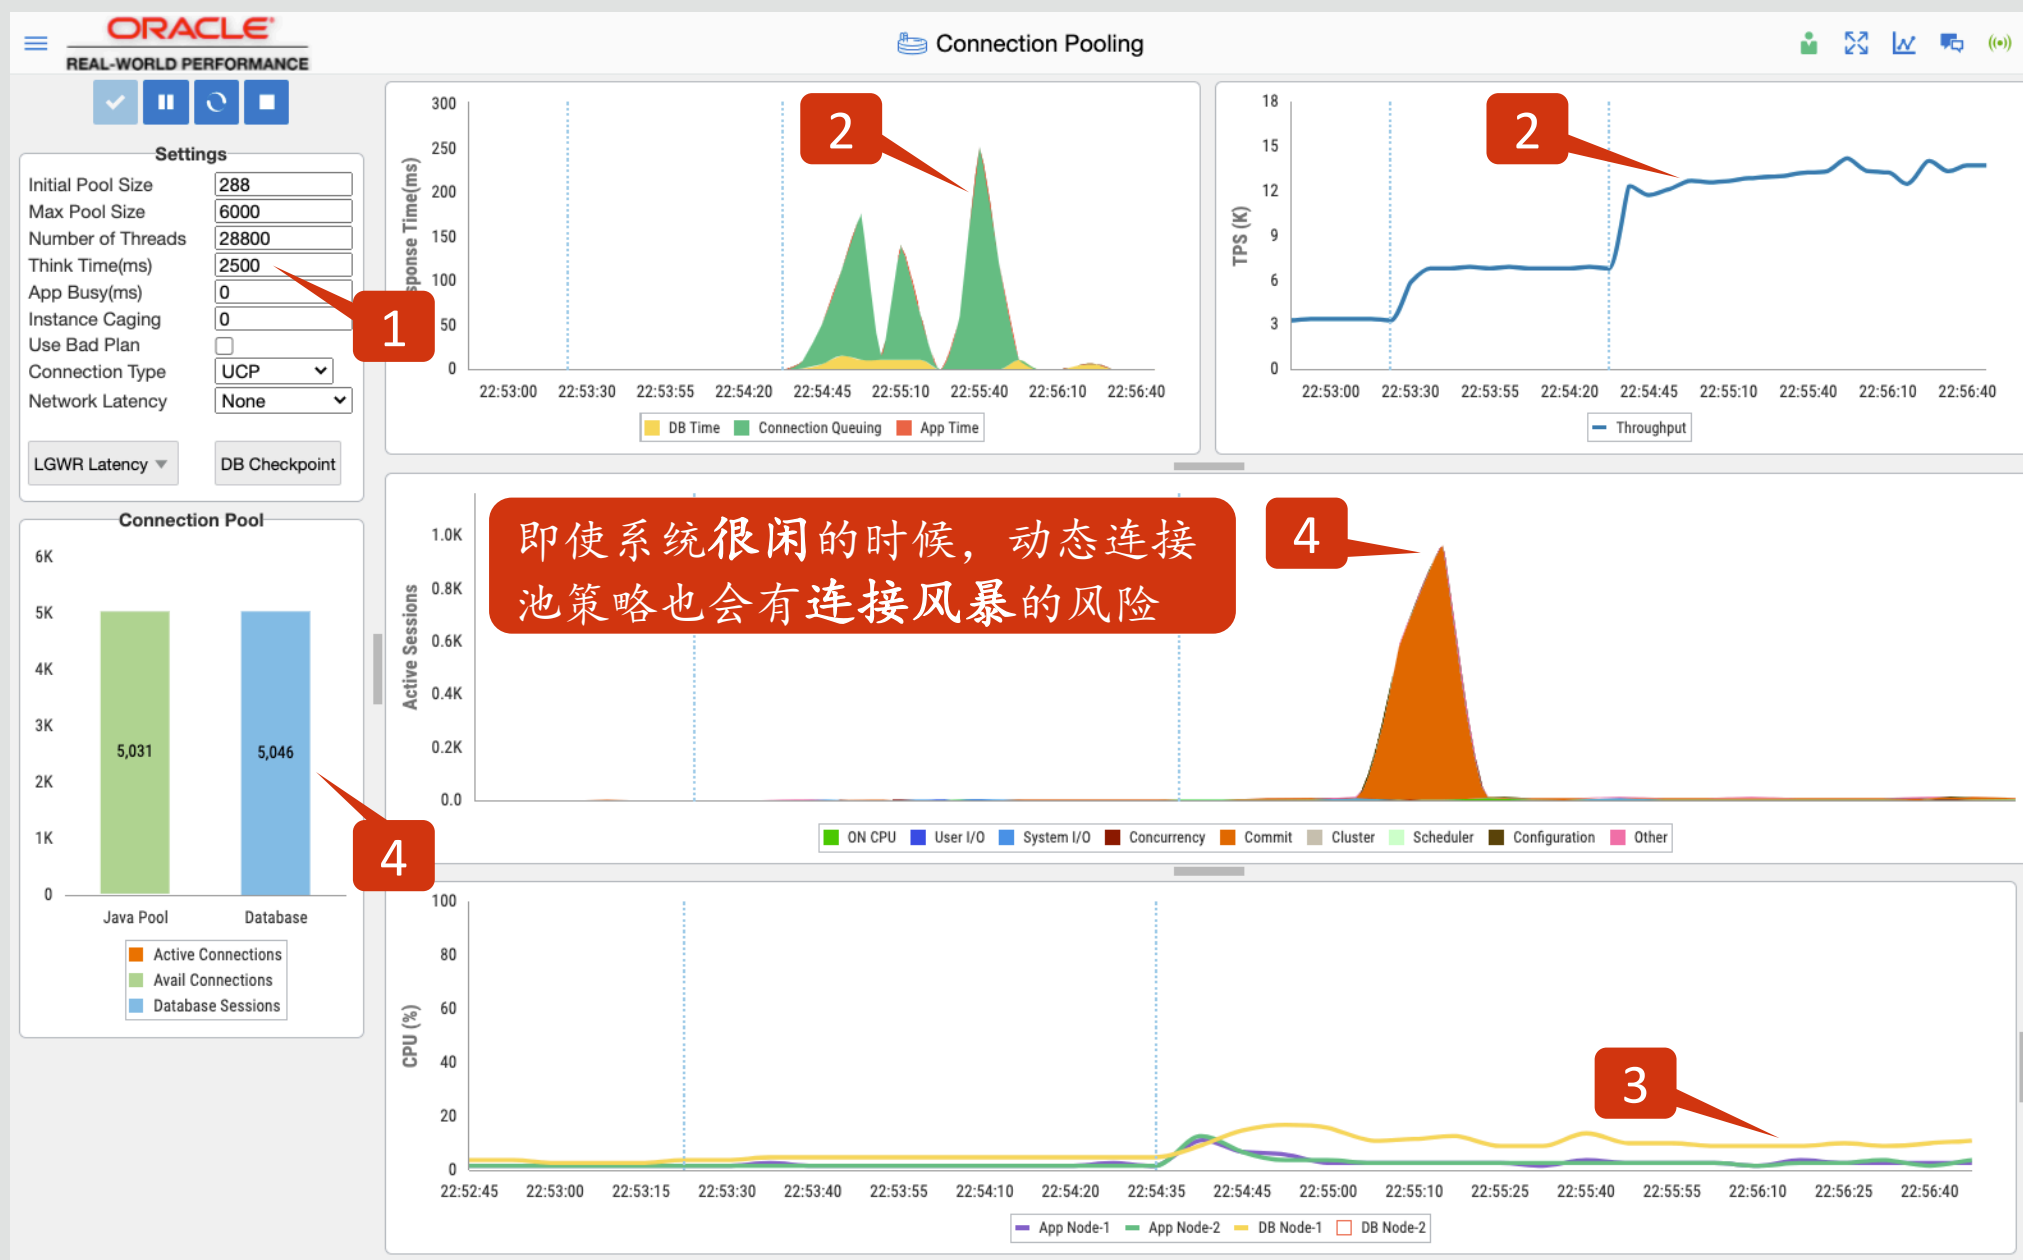 ORACLE
REAL-WORLD PERFORMANCE
Connection Pooling
Settings
Initial Pool Size 288
Max Pool Size 6000
Number of Threads 28800
Think Time(ms) 2500
App Busy(ms) 0
Instance Caging 0
Use Bad Plan
Connection Type UCP
Network Latency None
LGWR Latency DB Checkpoint
1
Connection Pool
6K
5K
4K
3K
2K
1K
0
5,031 5,046
Java Pool Database
4
Active Connections
Avail Connections
Database Sessions
300
250
200
150
100
50
0
sponse Time(ms)
2
22:53:00 22:53:30 22:53:55 22:54:20 22:54:45 22:55:10 22:55:40 22:56:10 22:56:40
DB Time Connection Queuing App Time
18
15
12
9
6
3
0
TPS (K)
2
22:53:00 22:53:30 22:53:55 22:54:20 22:54:45 22:55:10 22:55:40 22:56:10 22:56:40
Throughput
1.0K
0.8K
0.6K
0.4K
0.2K
0.0
Active Sessions
即使系统很闲的时候，动态连接
池策略也会有连接风暴的风险
4
ON CPU User I/O System I/O Concurrency Commit Cluster Scheduler Configuration Other
100
80
60
40
20
0
CPU (%)
3
22:52:45 22:53:00 22:53:15 22:53:30 22:53:40 22:53:55 22:54:10 22:54:20 22:54:35 22:54:45 22:55:00 22:55:10 22:55:25 22:55:40 22:55:55 22:56:10 22:56:25 22:56:40
App Node-1 App Node-2 DB Node-1 DB Node-2